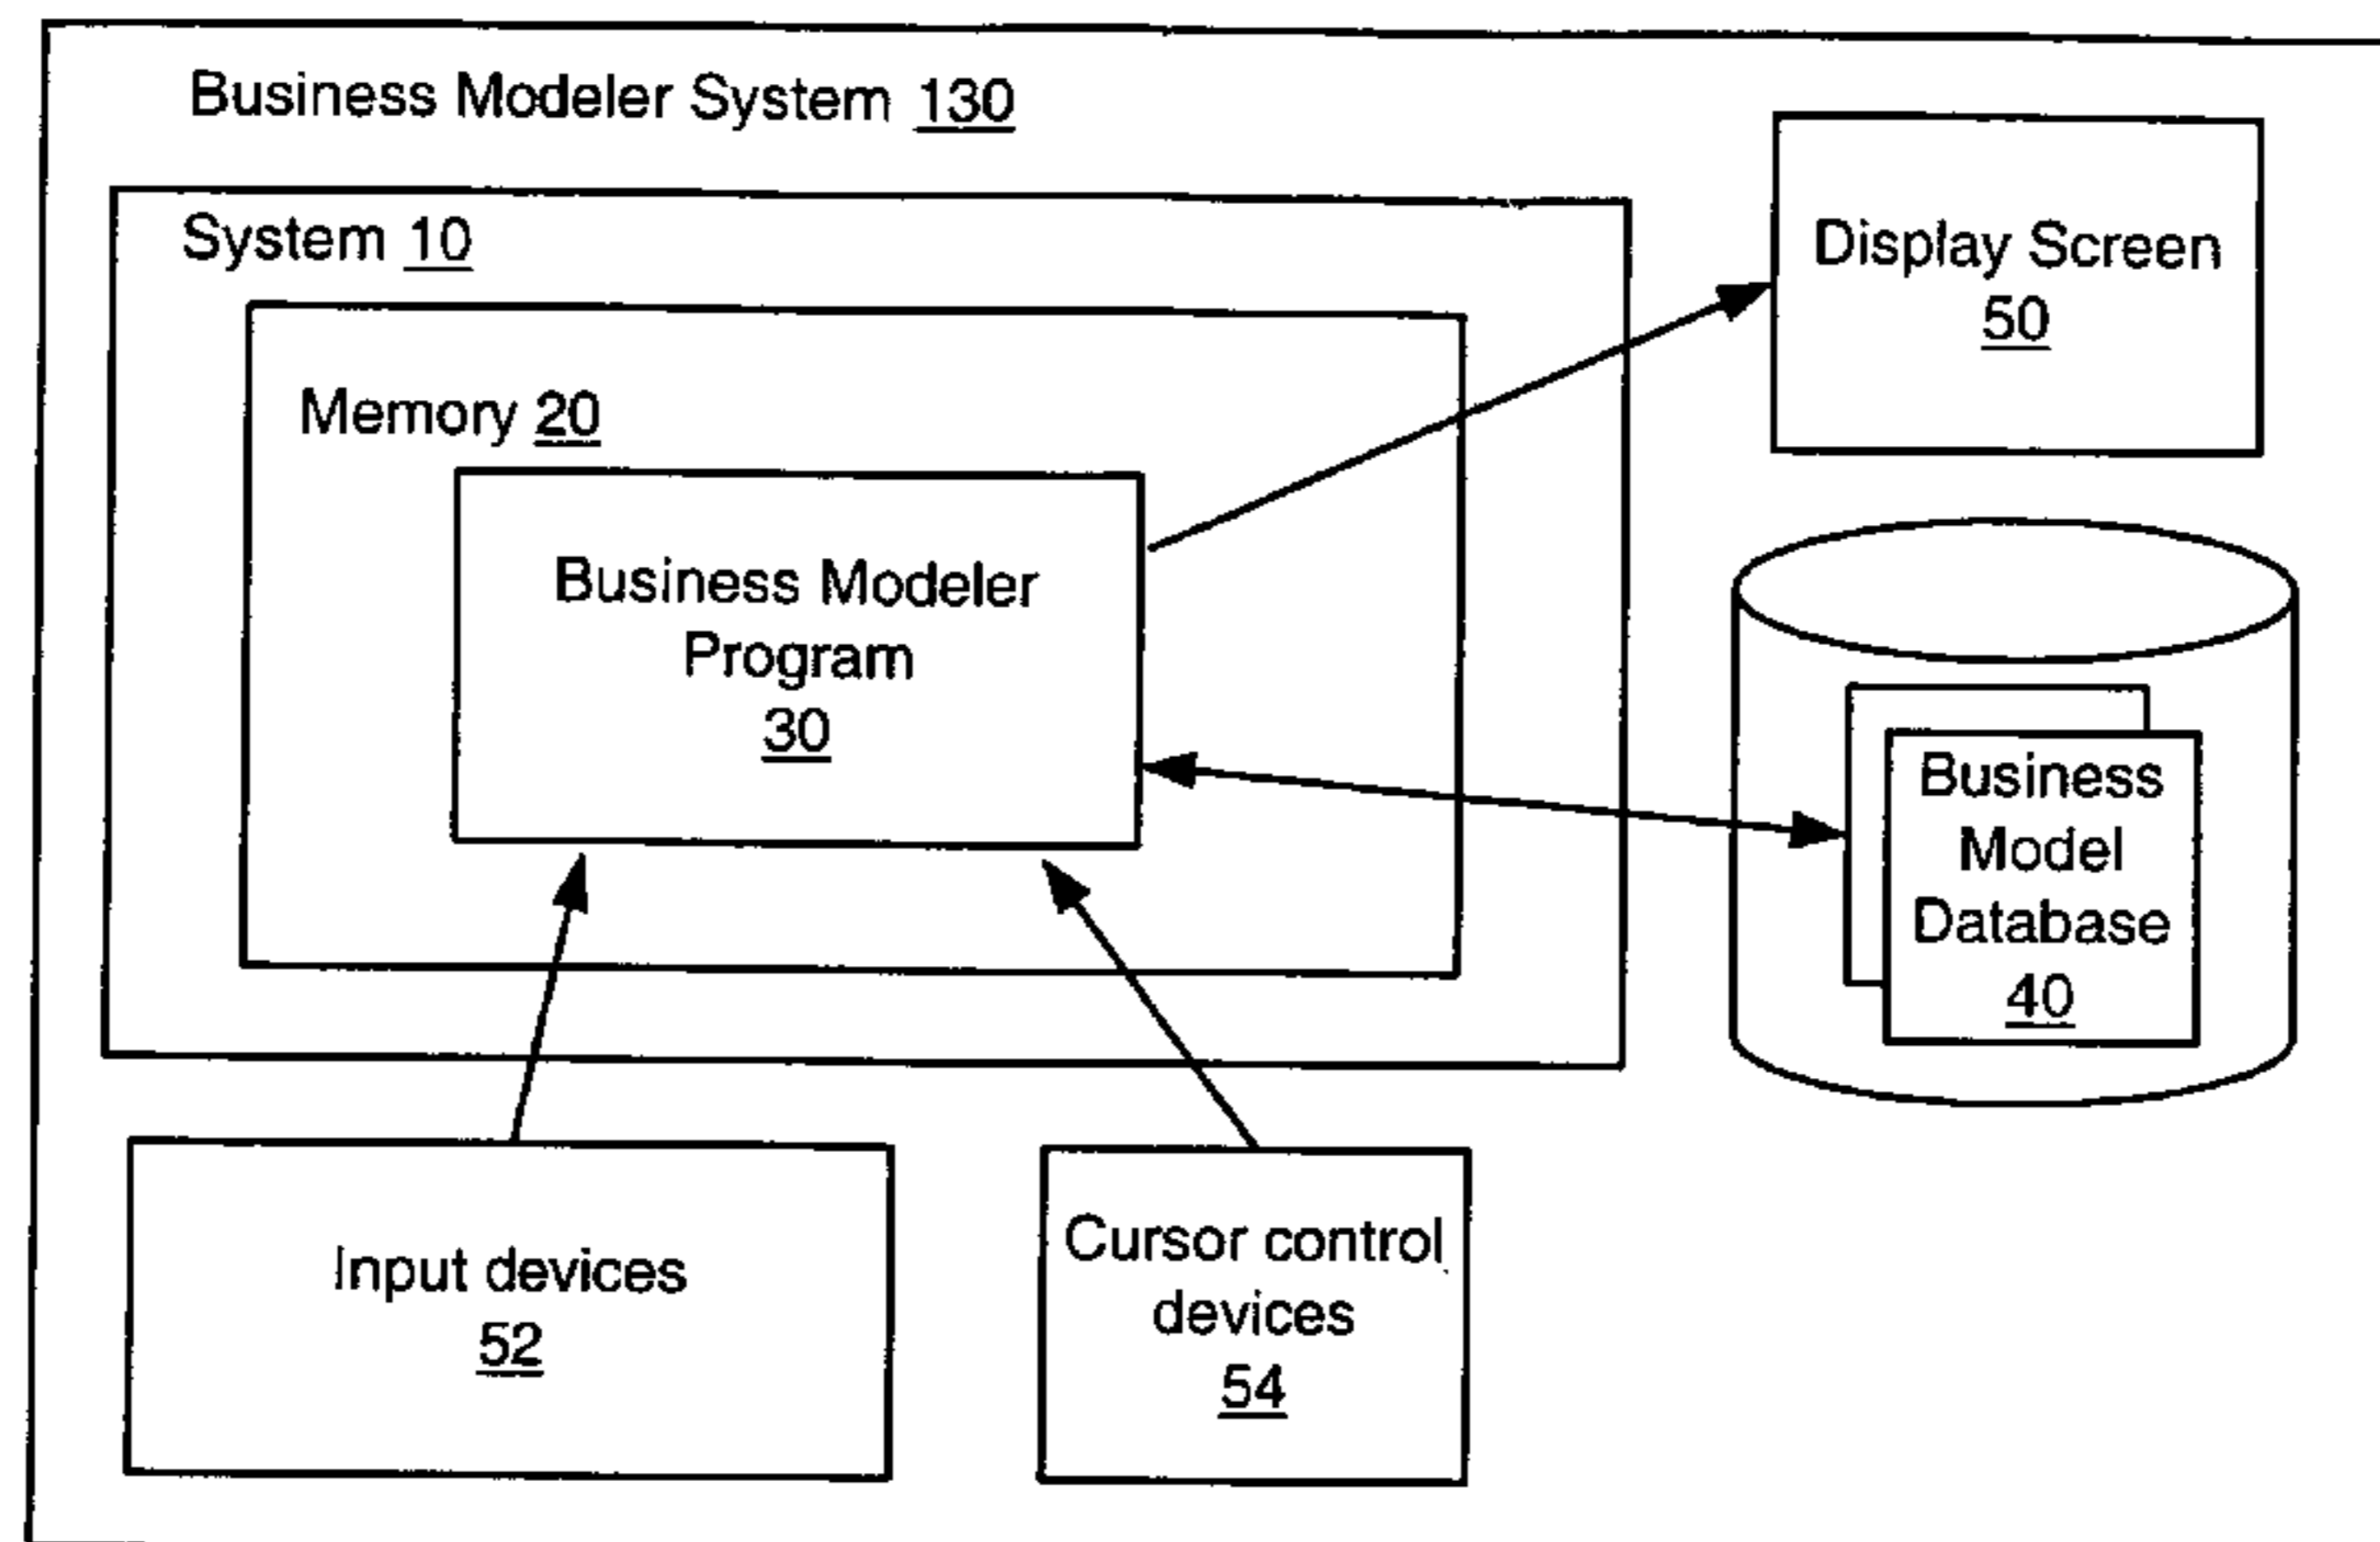 Business Modeler System 130
System 10
Display Screen
50
Memory 20
Business Modeler
Program
30
Business
Model
Database
40
Input devices
52
Cursor control
devices
54